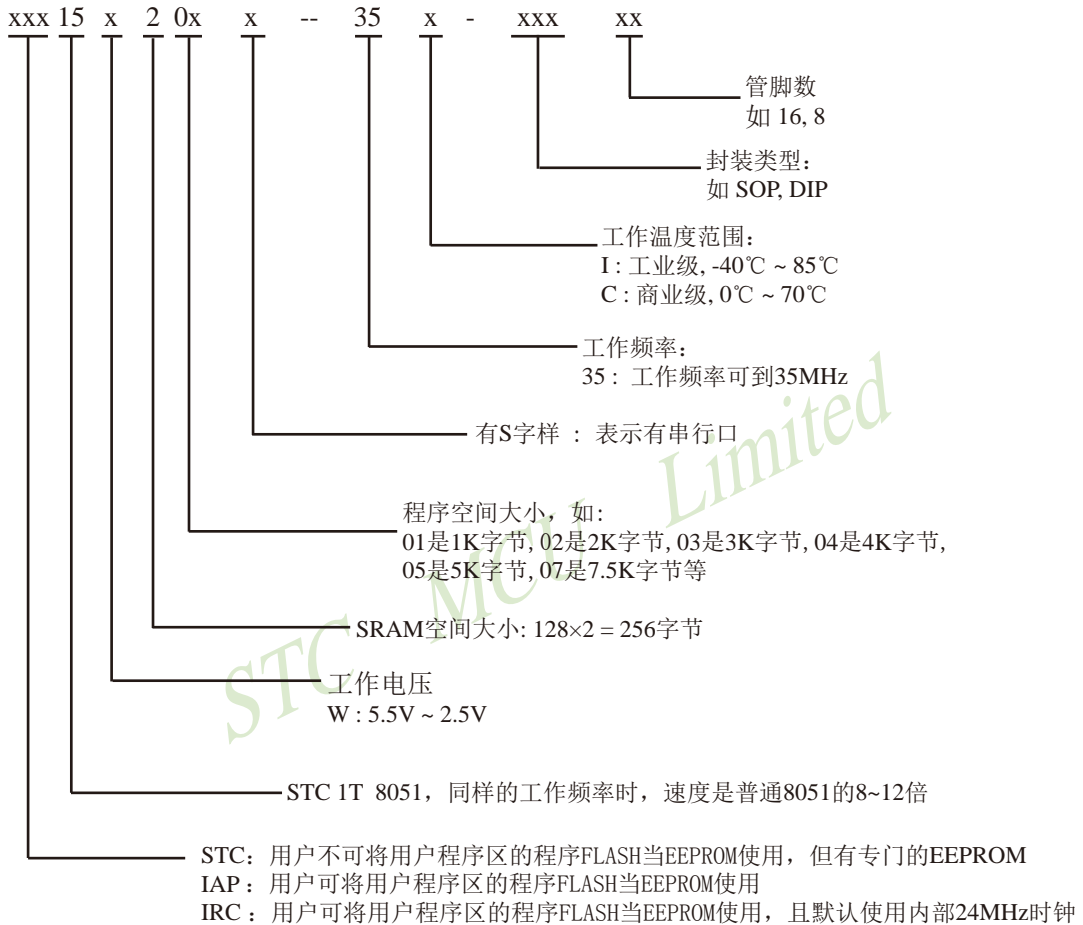 xxx 15 x 2 0x x -- 35 x - xxx xx
管脚数
如 16, 8
封装类型：
如 SOP, DIP
工作温度范围：
I : 工业级, -40℃ ~ 85℃
C : 商业级, 0℃ ~ 70℃
工作频率：
35 : 工作频率可到35MHz
有S字样 : 表示有串行口
程序空间大小，如:
01是1K字节, 02是2K字节, 03是3K字节, 04是4K字节,
05是5K字节, 07是7.5K字节等
SRAM空间大小: 128×2 = 256字节
工作电压
W : 5.5V ~ 2.5V
STC 1T 8051，同样的工作频率时，速度是普通8051的8~12倍
STC：用户不可将用户程序区的程序FLASH当EEPROM使用，但有专门的EEPROM
IAP：用户可将用户程序区的程序FLASH当EEPROM使用
IRC：用户可将用户程序区的程序FLASH当EEPROM使用，且默认使用内部24MHz时钟
STC MCU Limited